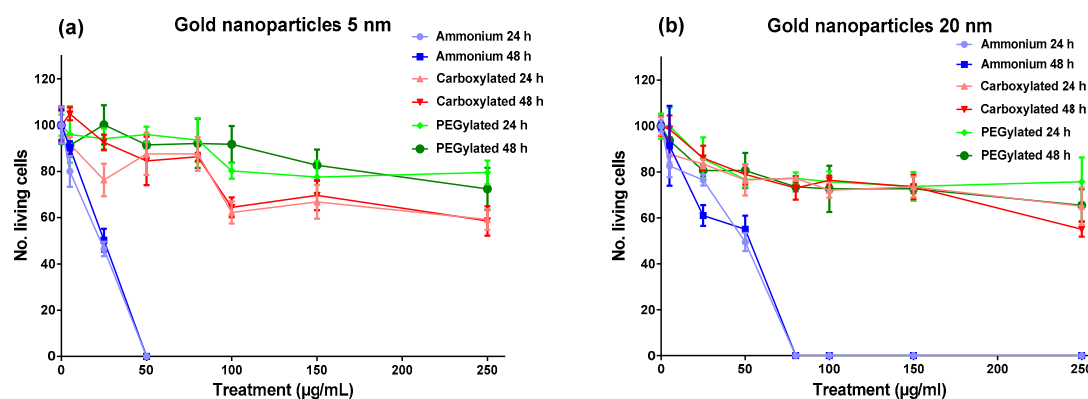 (a)
Gold nanoparticles 5 nm
Ammonium 24 h
Ammonium 48 h
Carboxylated 24 h
Carboxylated 48 h
PEGylated 24 h
PEGylated 48 h
No. living cells
120
100
80
60
40
20
0
0
50
100
150
200
250
Treatment (µg/mL)
(b)
Gold nanoparticles 20 nm
Ammonium 24 h
Ammonium 48 h
Carboxylated 24 h
Carboxylated 48 h
PEGylated 24 h
PEGylated 48 h
No. living cells
120
100
80
60
40
20
0
0
50
100
150
200
250
Treatment (µg/ml)